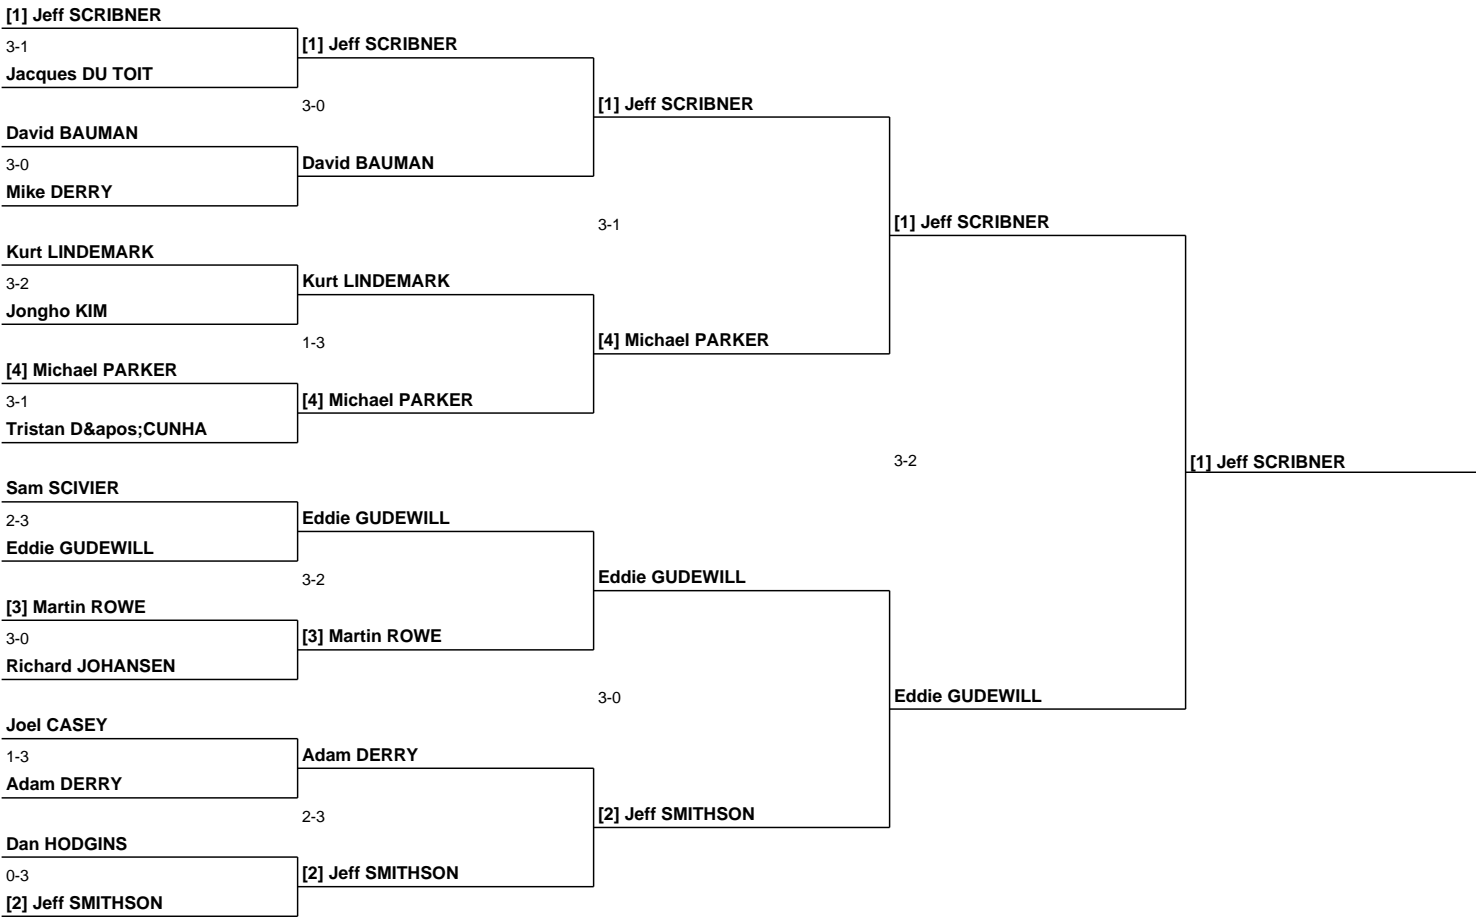 [1] Jeff SCRIBNER
3-1
Jacques DU TOIT
David BAUMAN
3-0
Mike DERRY
Kurt LINDEMARK
3-2
Jongho KIM
[4] Michael PARKER
3-1
Tristan D&apos;CUNHA
Sam SCIVIER
2-3
Eddie GUDEWILL
[3] Martin ROWE
3-0
Richard JOHANSEN
Joel CASEY
1-3
Adam DERRY
Dan HODGINS
0-3
[2] Jeff SMITHSON
[1] Jeff SCRIBNER
3-0
David BAUMAN
Kurt LINDEMARK
1-3
[4] Michael PARKER
Eddie GUDEWILL
3-2
[3] Martin ROWE
Adam DERRY
2-3
[2] Jeff SMITHSON
[1] Jeff SCRIBNER
3-1
[4] Michael PARKER
Eddie GUDEWILL
3-0
[2] Jeff SMITHSON
[1] Jeff SCRIBNER
3-2
Eddie GUDEWILL
[1] Jeff SCRIBNER